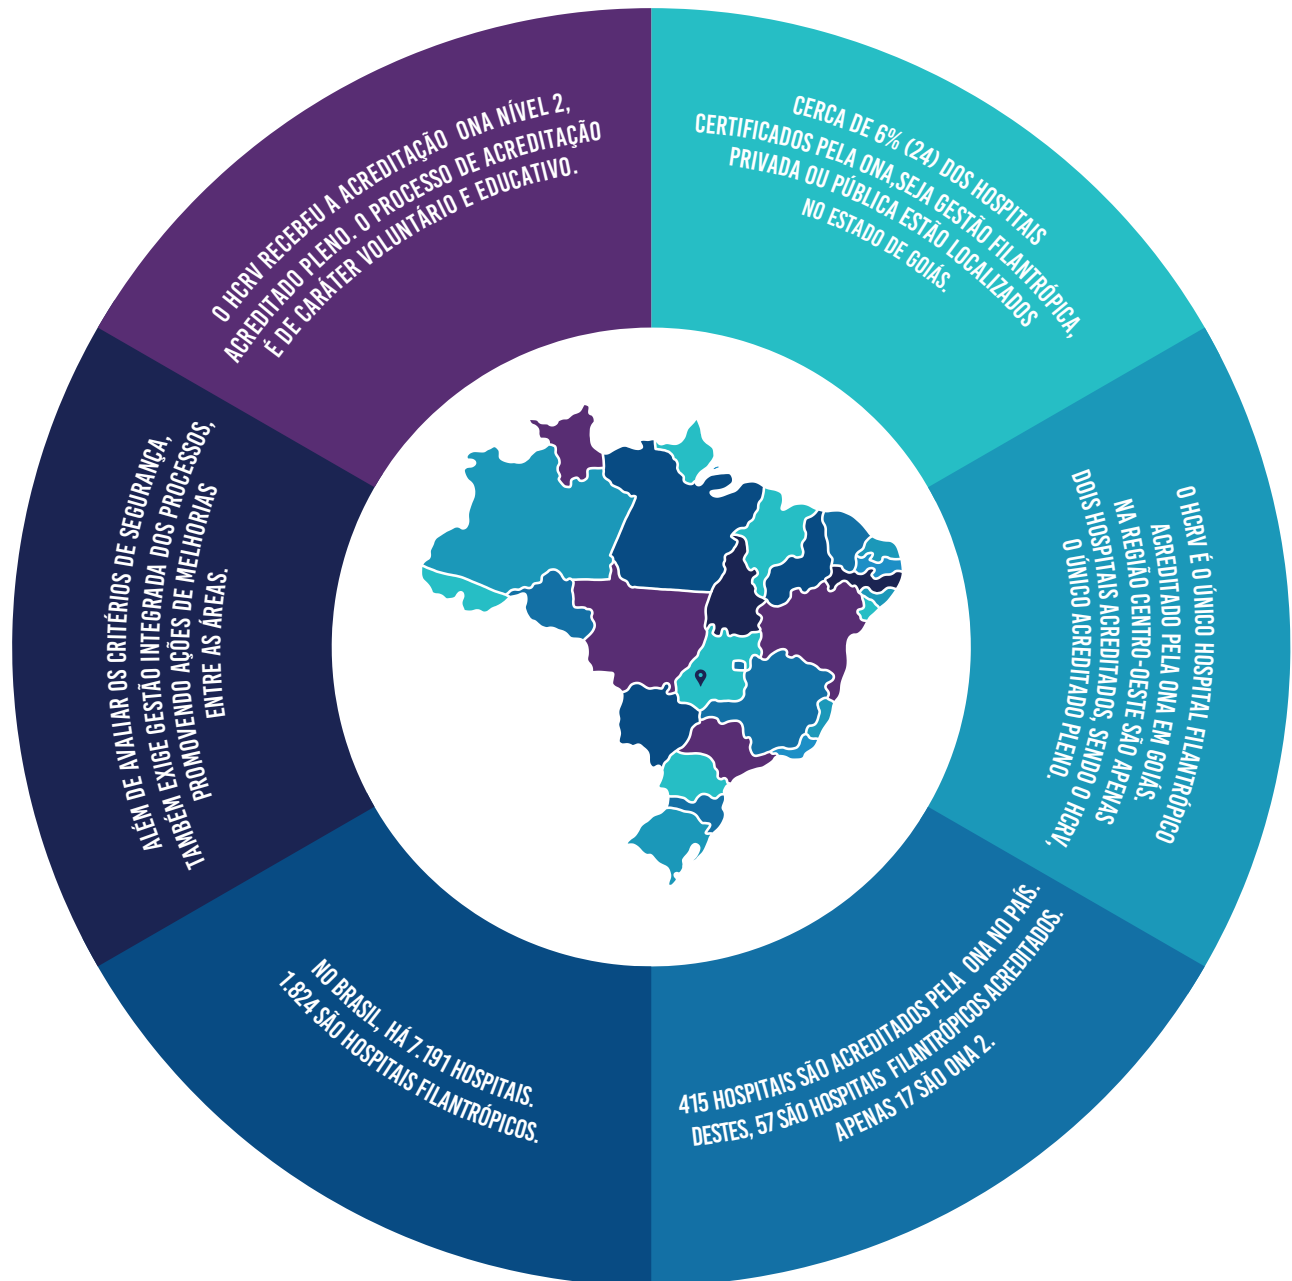 O HCRV RECEBEU A ACREDITAÇÃO ONA NÍVEL 2,
ACREDITADO PLENO. O PROCESSO DE ACREDITAÇÃO
É DE CARÁTER VOLUNTÁRIO E EDUCATIVO.
CERCA DE 6% (24) DOS HOSPITAIS
CERTIFICADOS PELA ONA,SEJA GESTÃO FILANTRÓPICA,
PRIVADA OU PÚBLICA ESTÃO LOCALIZADOS
NO ESTADO DE GOIÁS.
O HCRV É O ÚNICO HOSPITAL FILANTRÓPICO
ACREDITADO PELA ONA EM GOIÁS.
NA REGIÃO CENTRO-OESTE SÃO APENAS
DOIS HOSPITAIS ACREDITADOS, SENDO O HCRV,
O ÚNICO ACREDITADO PLENO.
415 HOSPITAIS SÃO ACREDITADOS PELA ONA NO PAÍS.
DESTES, 57 SÃO HOSPITAIS FILANTRÓPICOS ACREDITADOS.
APENAS 17 SÃO ONA 2.
NO BRASIL, HÁ 7.191 HOSPITAIS.
1.824 SÃO HOSPITAIS FILANTRÓPICOS.
ALÉM DE AVALIAR OS CRITÉRIOS DE SEGURANÇA,
TAMBÉM EXIGE GESTÃO INTEGRADA DOS PROCESSOS,
PROMOVENDO AÇÕES DE MELHORIAS
ENTRE AS ÁREAS.